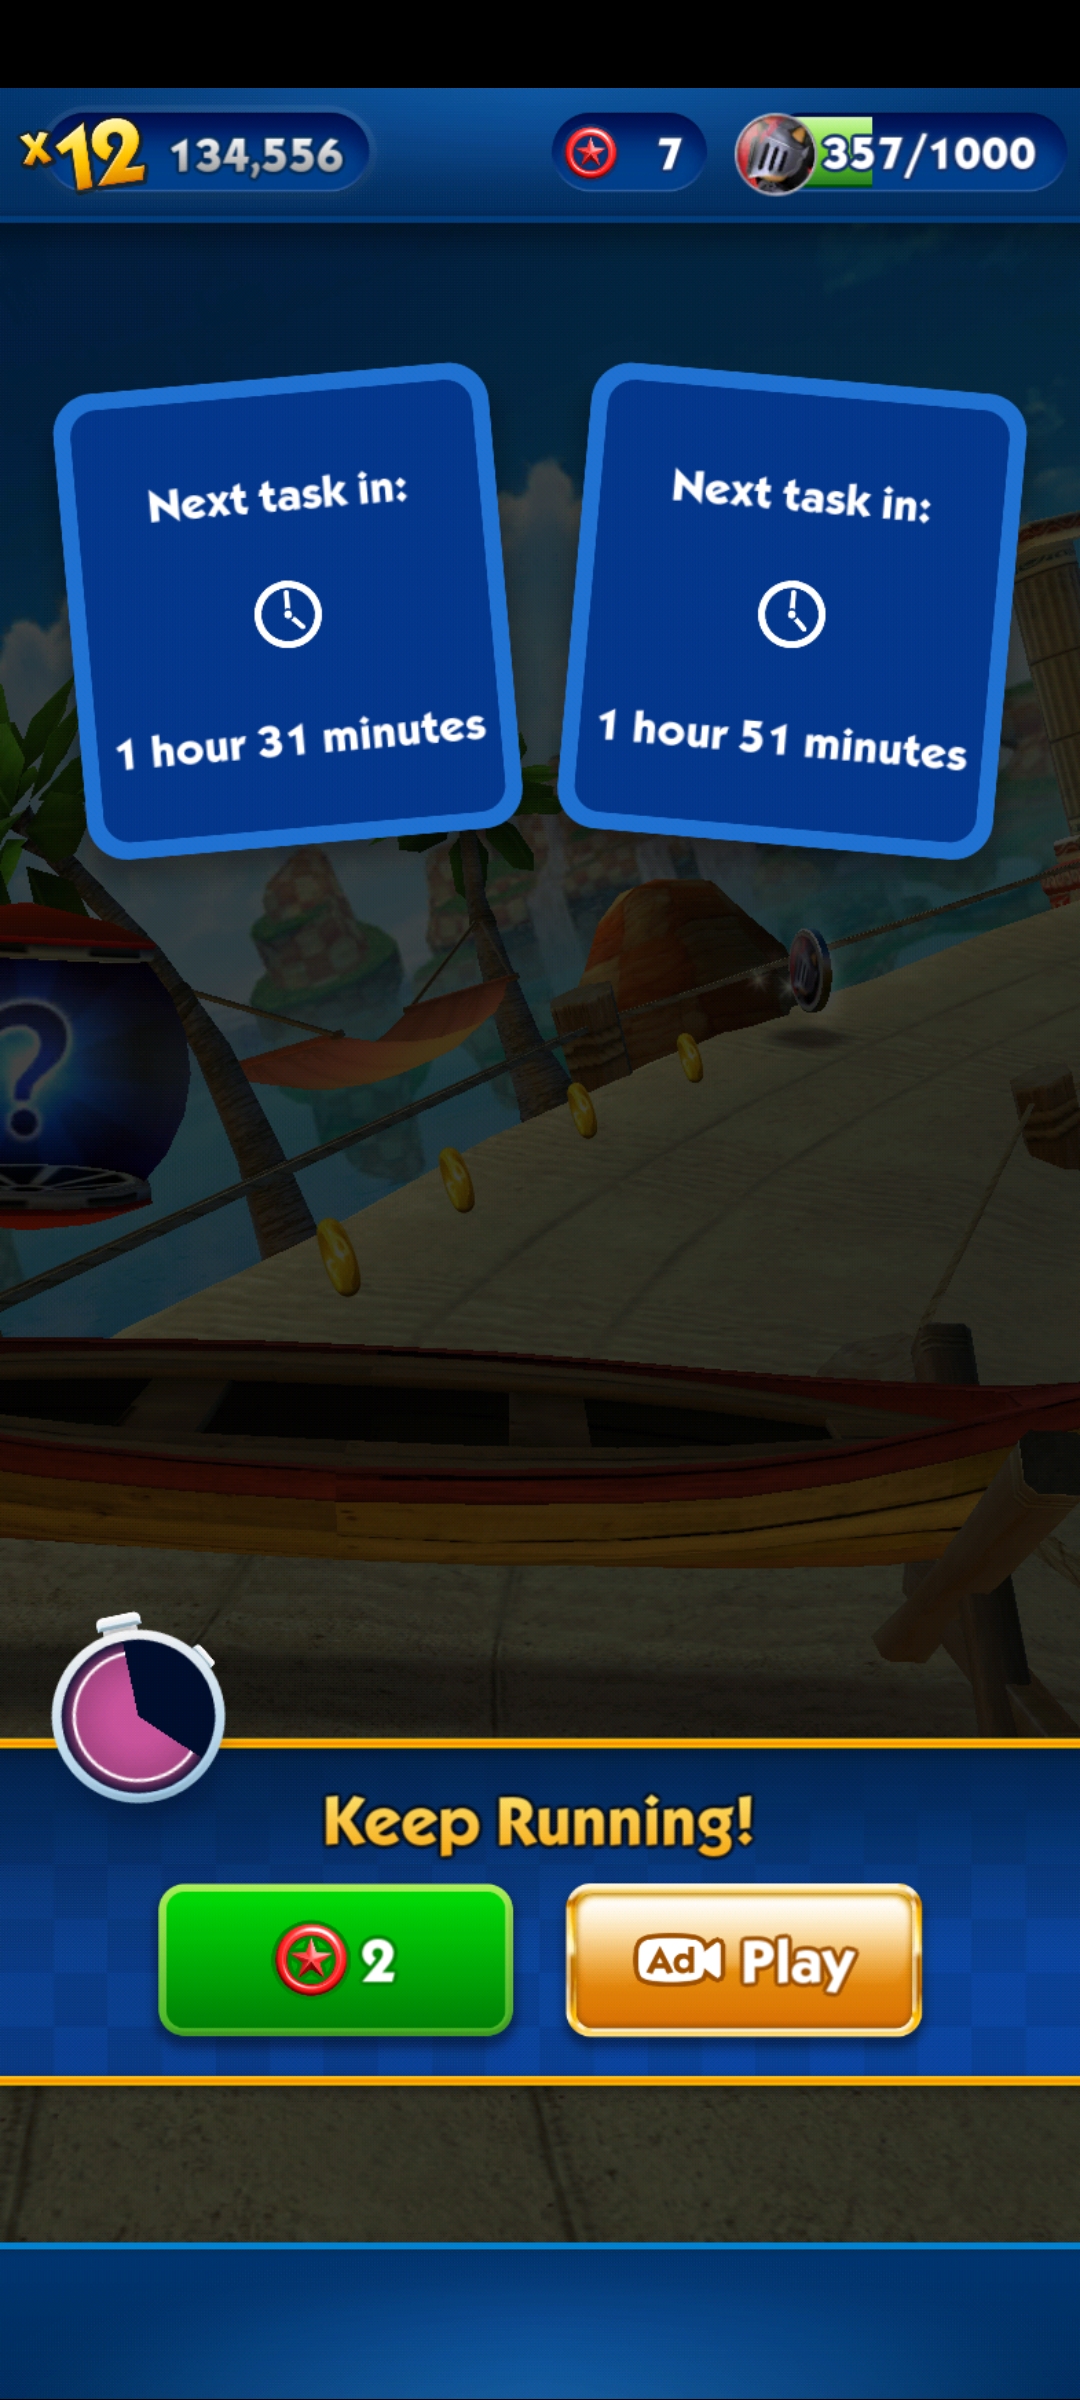 x12 134,556 7 357/1000
Next task in:
1 hour 31 minutes
Next task in:
1 hour 51 minutes
?
Keep Running!
2
Ad Play